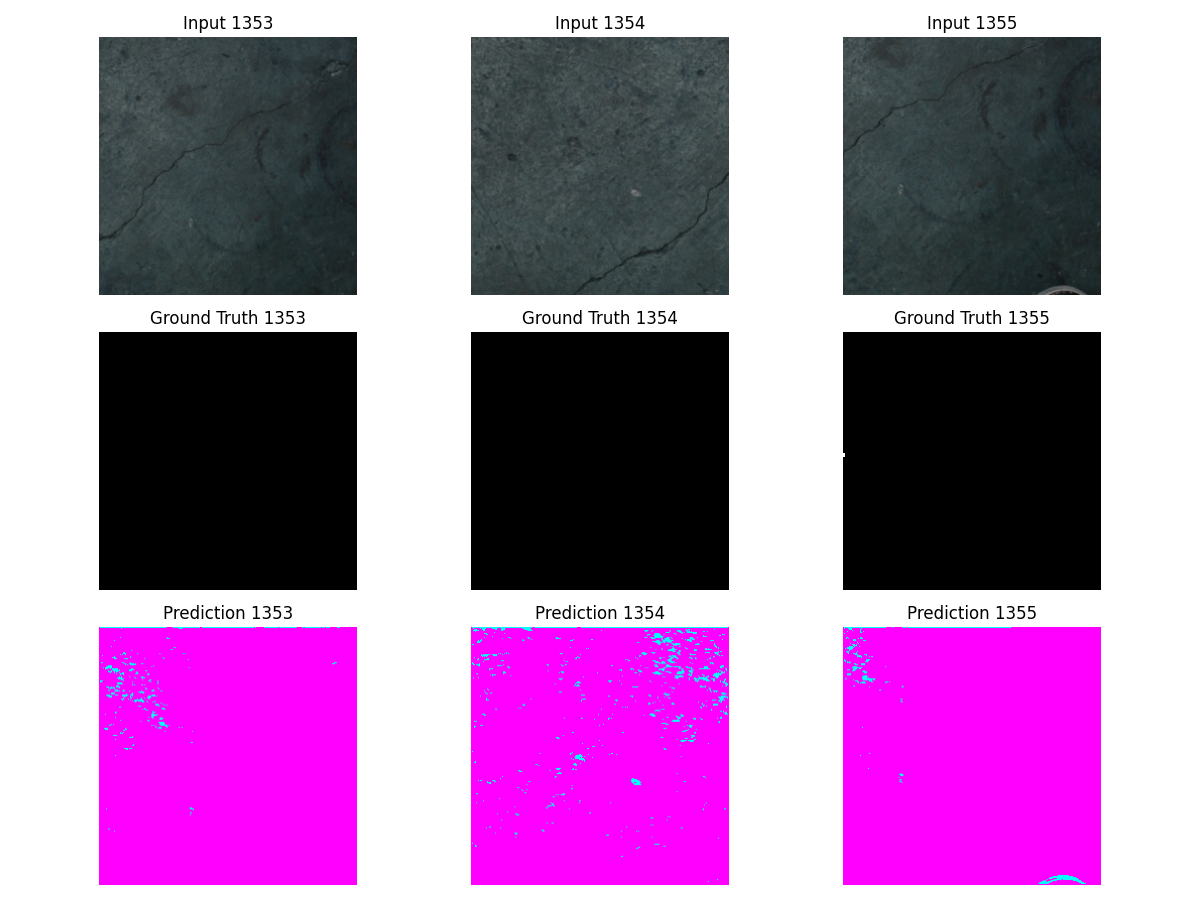 Input 1353
Input 1354
Input 1355
Ground Truth 1353
Ground Truth 1354
Ground Truth 1355
Prediction 1353
Prediction 1354
Prediction 1355